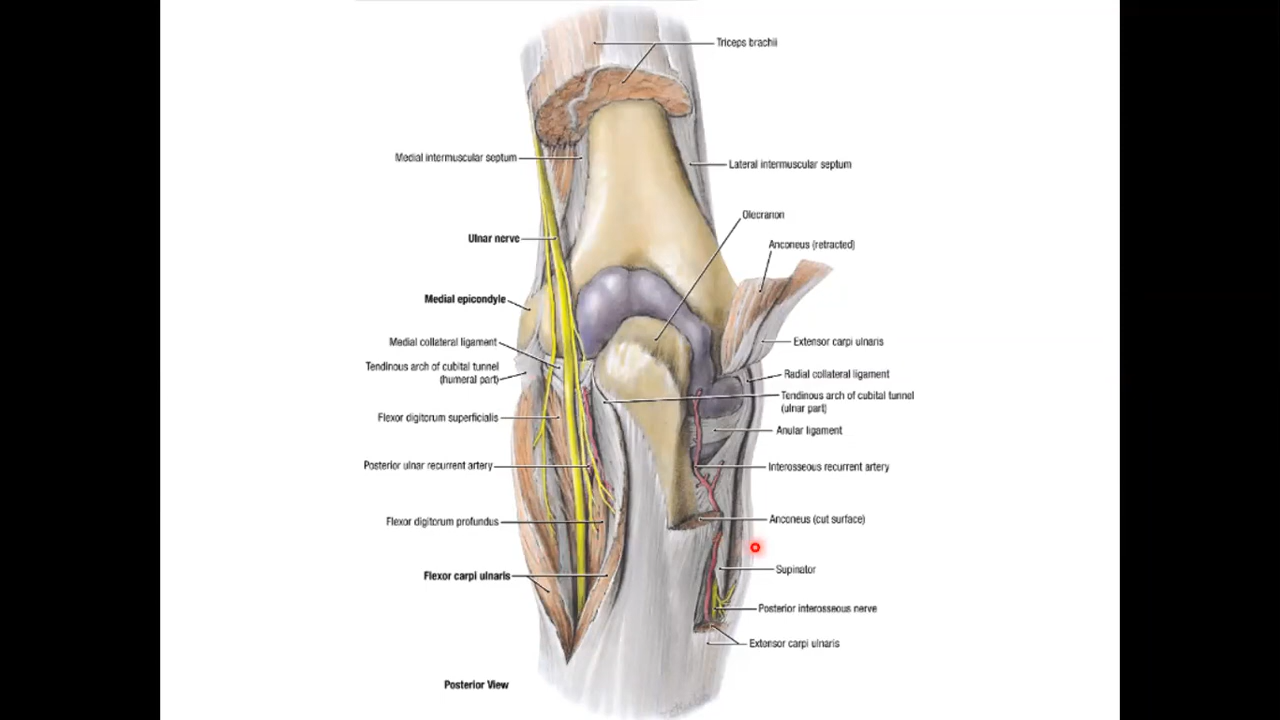 Triceps brachii
Medial intermuscular septum
Lateral intermuscular septum
Olecranon
Ulnar nerve
Anconeus (retracted)
Medial epicondyle
Medial collateral ligament
Extensor carpi ulnaris
Tendinous arch of cubital tunnel
(humeral part)
Radial collateral ligament
Tendinous arch of cubital tunnel
(ulnar part)
Flexor digitorum superficialis
Anular ligament
Posterior ulnar recurrent artery
Interosseous recurrent artery
Flexor digitorum profundus
Anconeus (cut surface)
Flexor carpi ulnaris
Supinator
Posterior interosseous nerve
Extensor carpi ulnaris
Posterior View